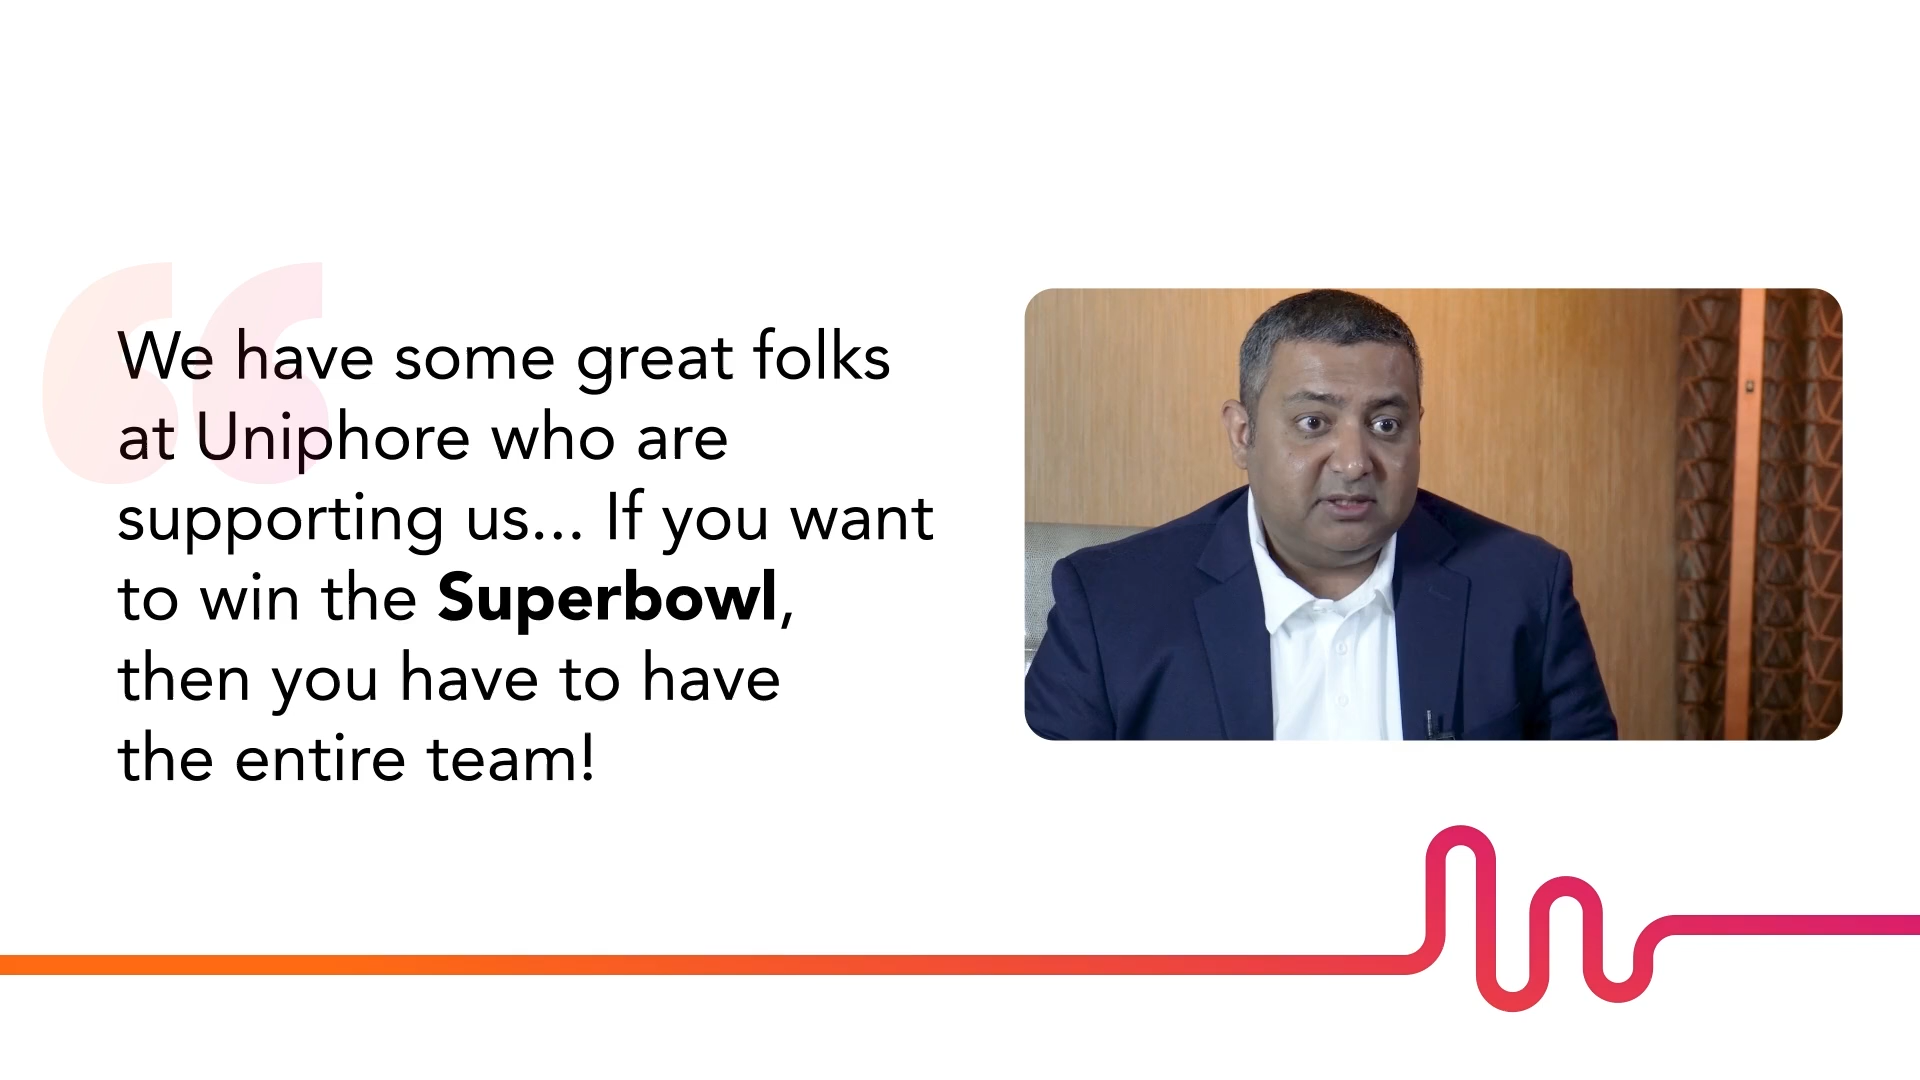 We have some great folks
at Uniphore who are
supporting us... If you want
to win the Superbowl,
then you have to have
the entire team!